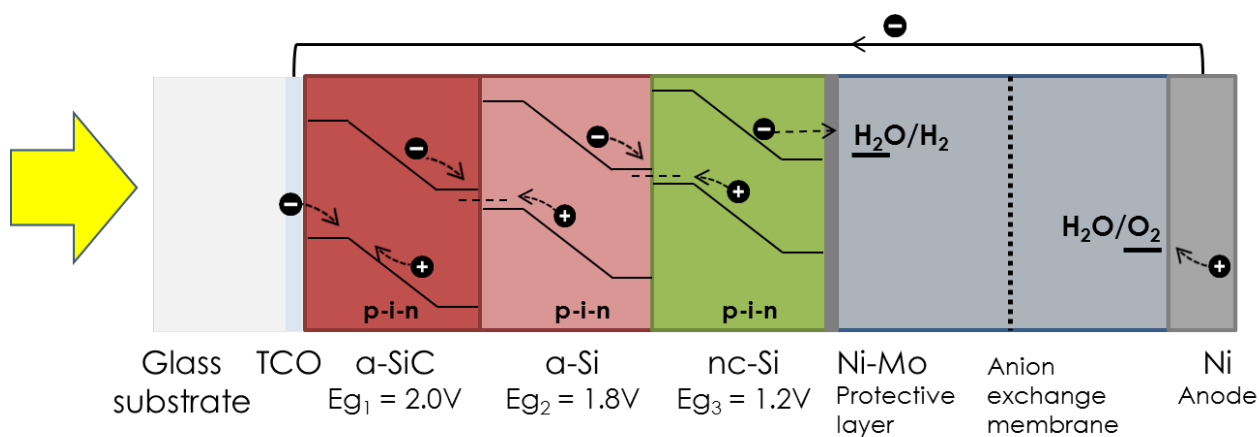 H₂O/H₂
H₂O/O₂
p-i-n
p-i-n
p-i-n
Glass
substrate
TCO
a-SiC
Eg₁ = 2.0V
a-Si
Eg₂ = 1.8V
nc-Si
Eg₃ = 1.2V
Ni-Mo
Protective
layer
Anion
exchange
membrane
Ni
Anode